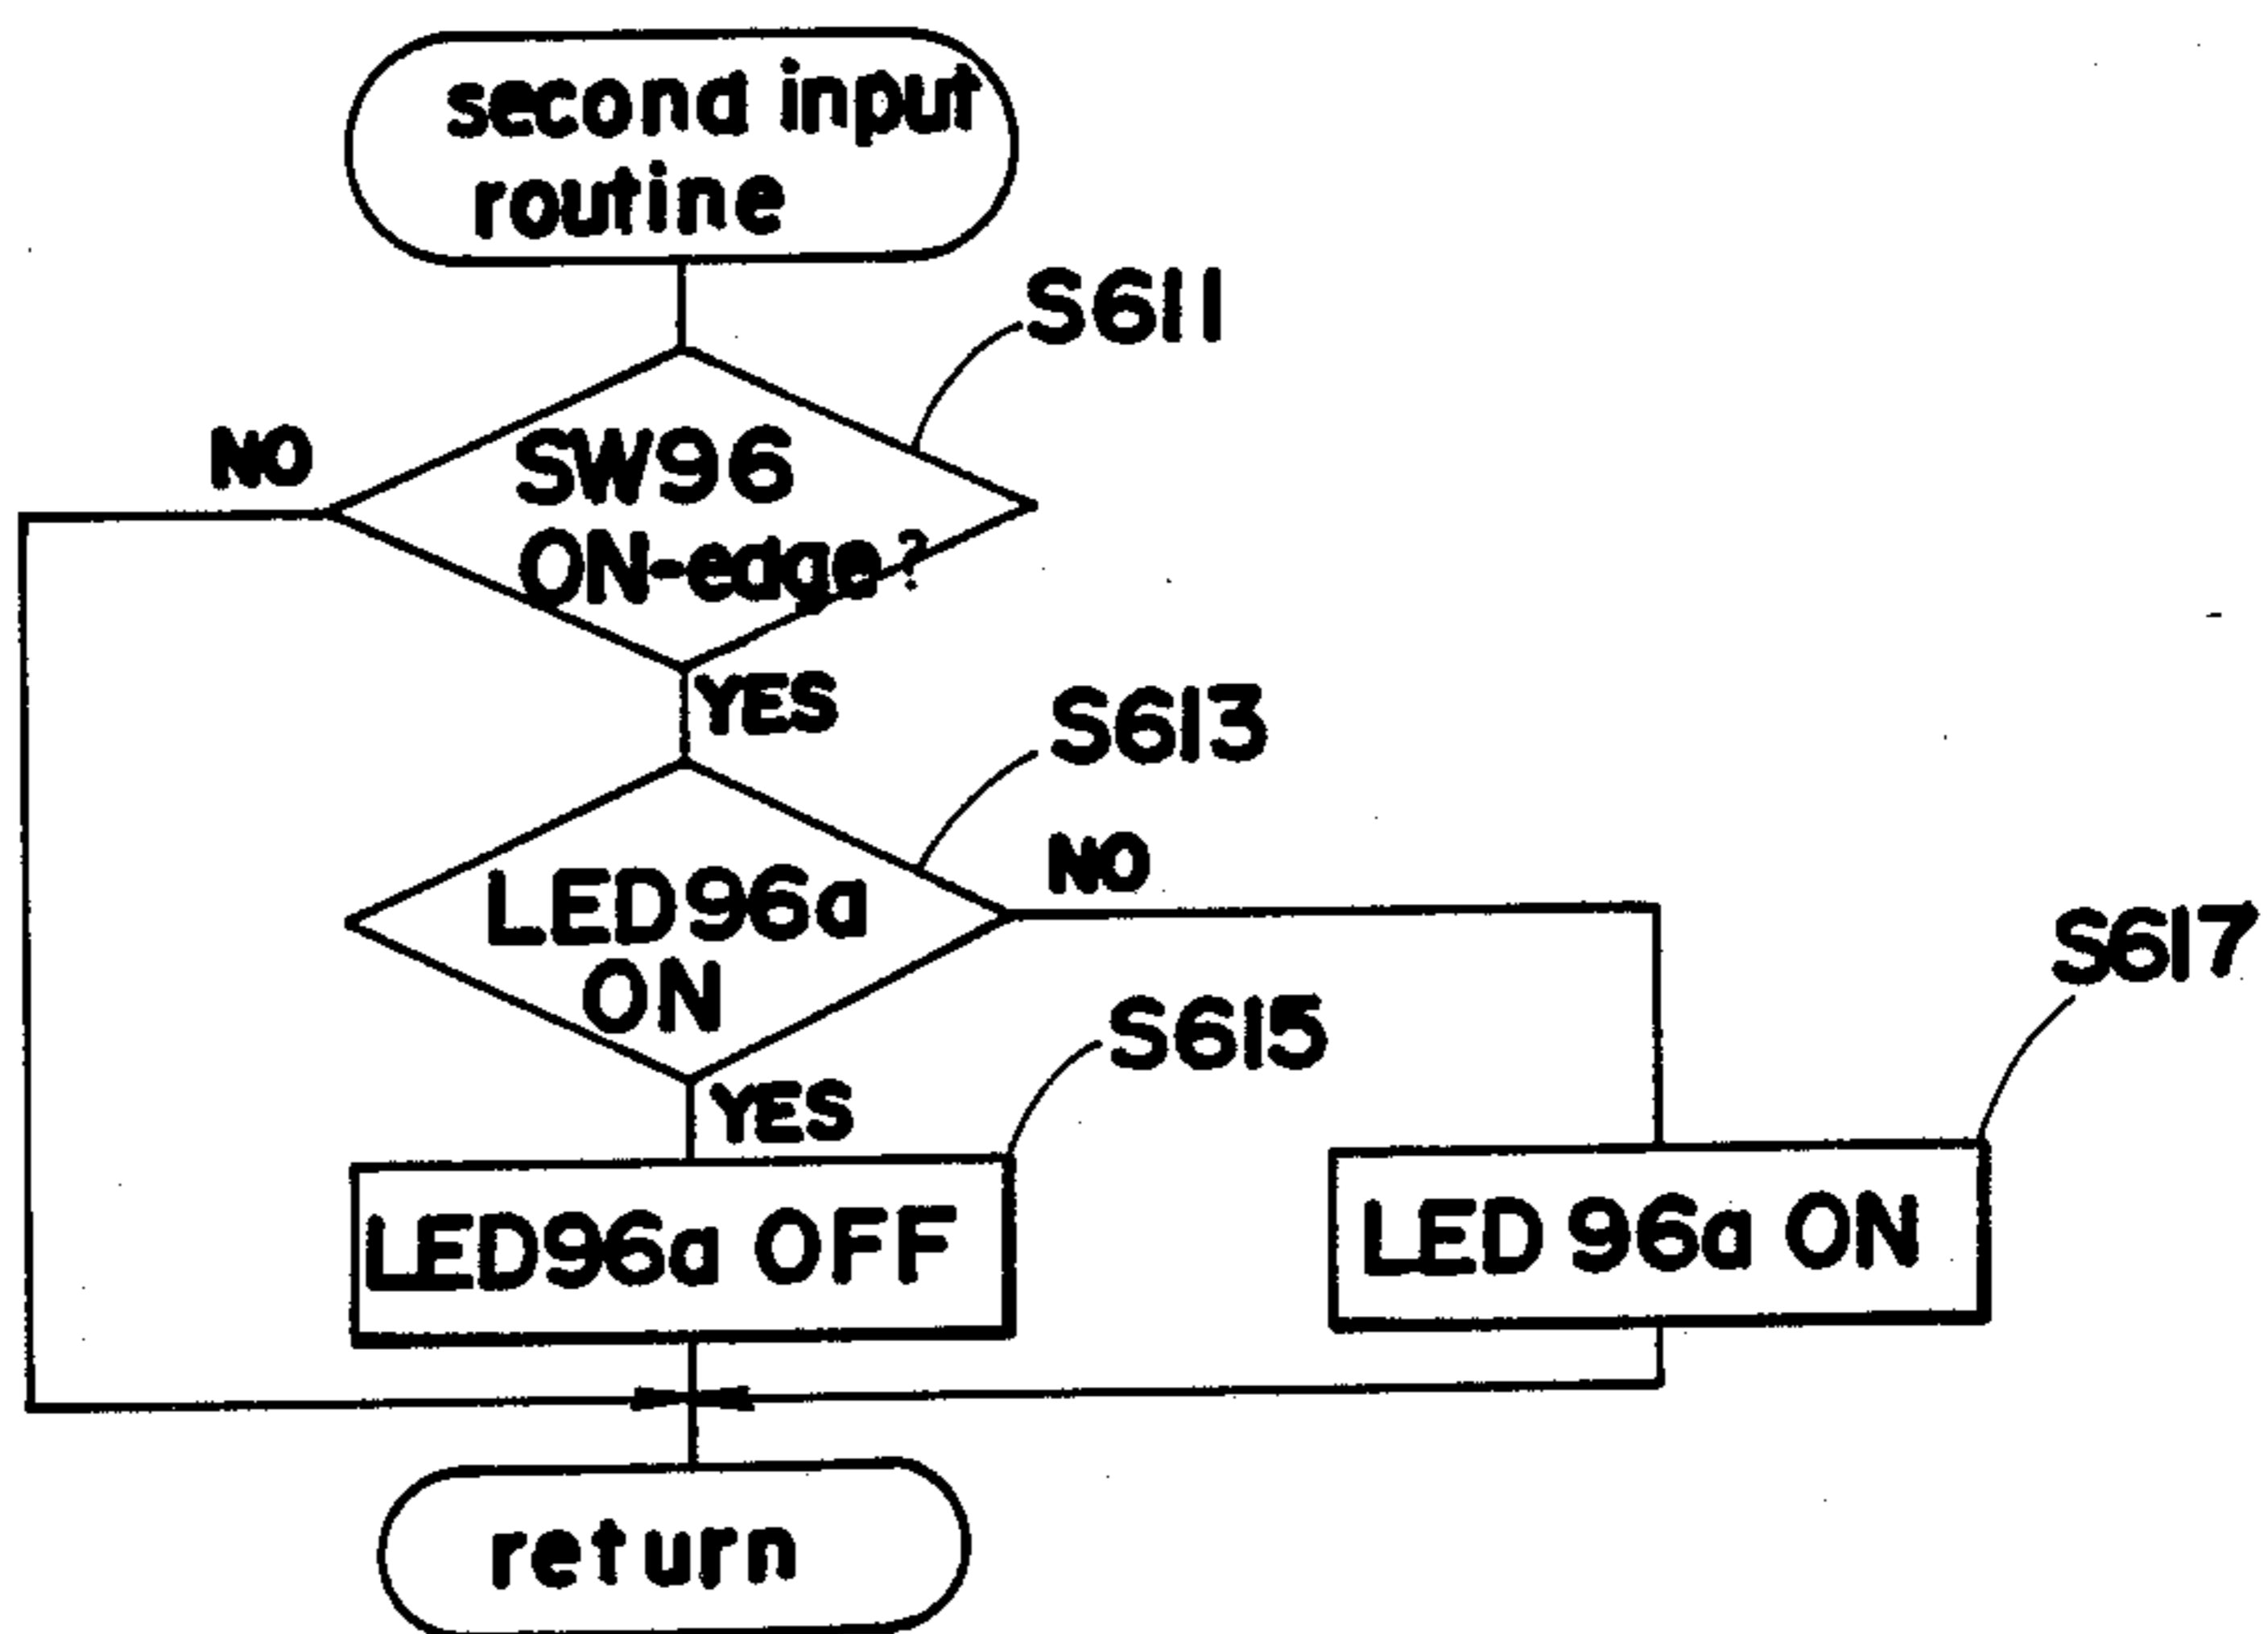 second input
routine
S611
NO
SW96
ON-edge?
YES
S613
NO
LED96a
ON
S617
S615
YES
LED96a OFF
LED 96a ON
return